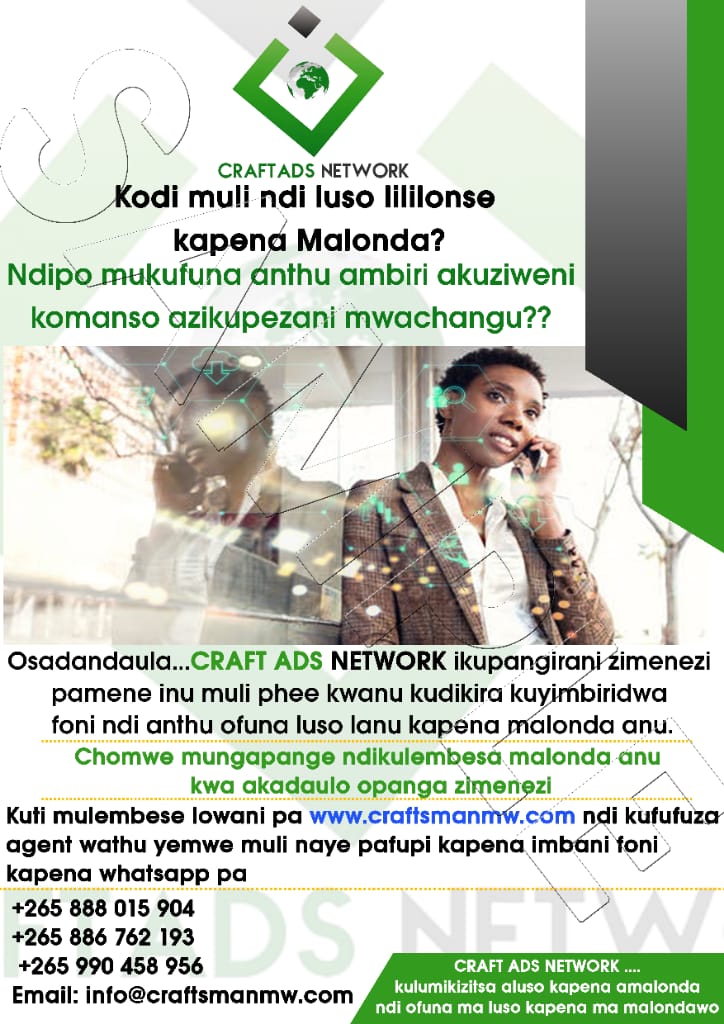 CRAFTADS NETWORK
Kodi muli ndi luso lililonse
kapena Malonda?
Ndipo mukufuna anthu ambiri akuziweni
komanso azikupezani mwachangu??
Osadandaula...CRAFT ADS NETWORK ikupangirani zimenezi
pamene inu muli phee kwanu kudikira kuyimbiridwa
foni ndi anthu ofuna luso lanu kapena malonda anu.
Chomwe mungapange ndikulembesa malonda anu
kwa akadaulo opanga zimenezi
Kuti mulembese lowani pa www.craftsmanmw.com ndi kufufuza
agent wathu yemwe muli naye pafupi kapena imbani foni
kapena whatsapp pa
+265 888 015 904
+265 886 762 193
+265 990 458 956
Email: info@craftsmanmw.com
CRAFT ADS NETWORK ....
kulumikizitsa aluso kapena amalonda
ndi ofuna ma luso kapena ma malondawo
SAMPLE